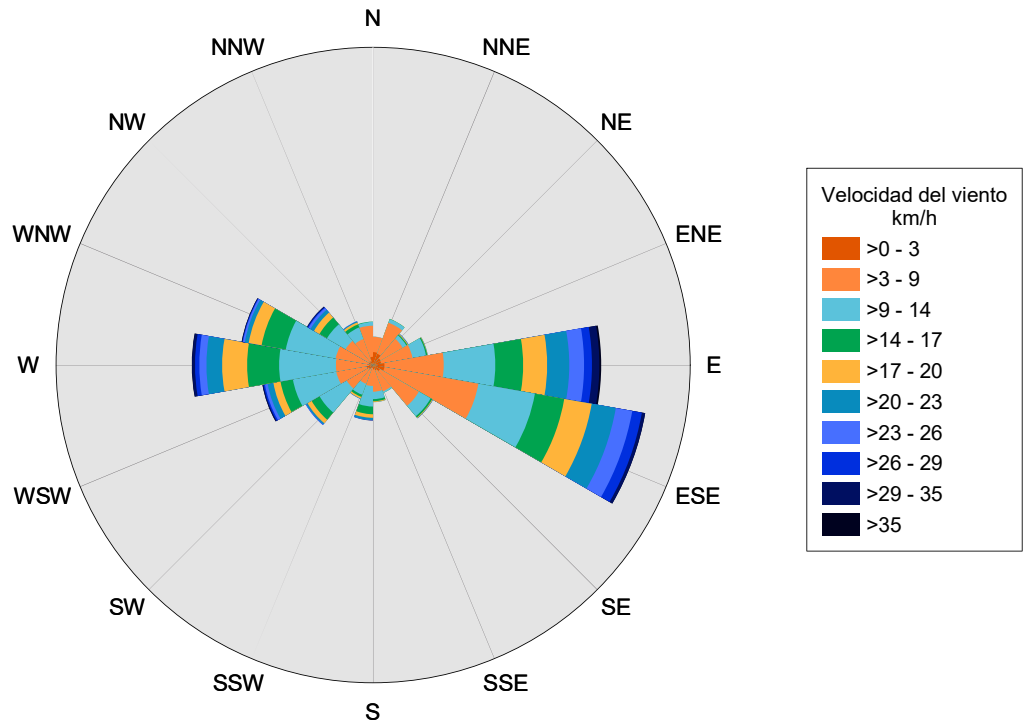 N
NNW
NNE
NW
NE
WNW
ENE
W
E
WSW
ESE
SW
SE
SSW
SSE
S
Velocidad del viento
km/h
>0 - 3
>3 - 9
>9 - 14
>14 - 17
>17 - 20
>20 - 23
>23 - 26
>26 - 29
>29 - 35
>35